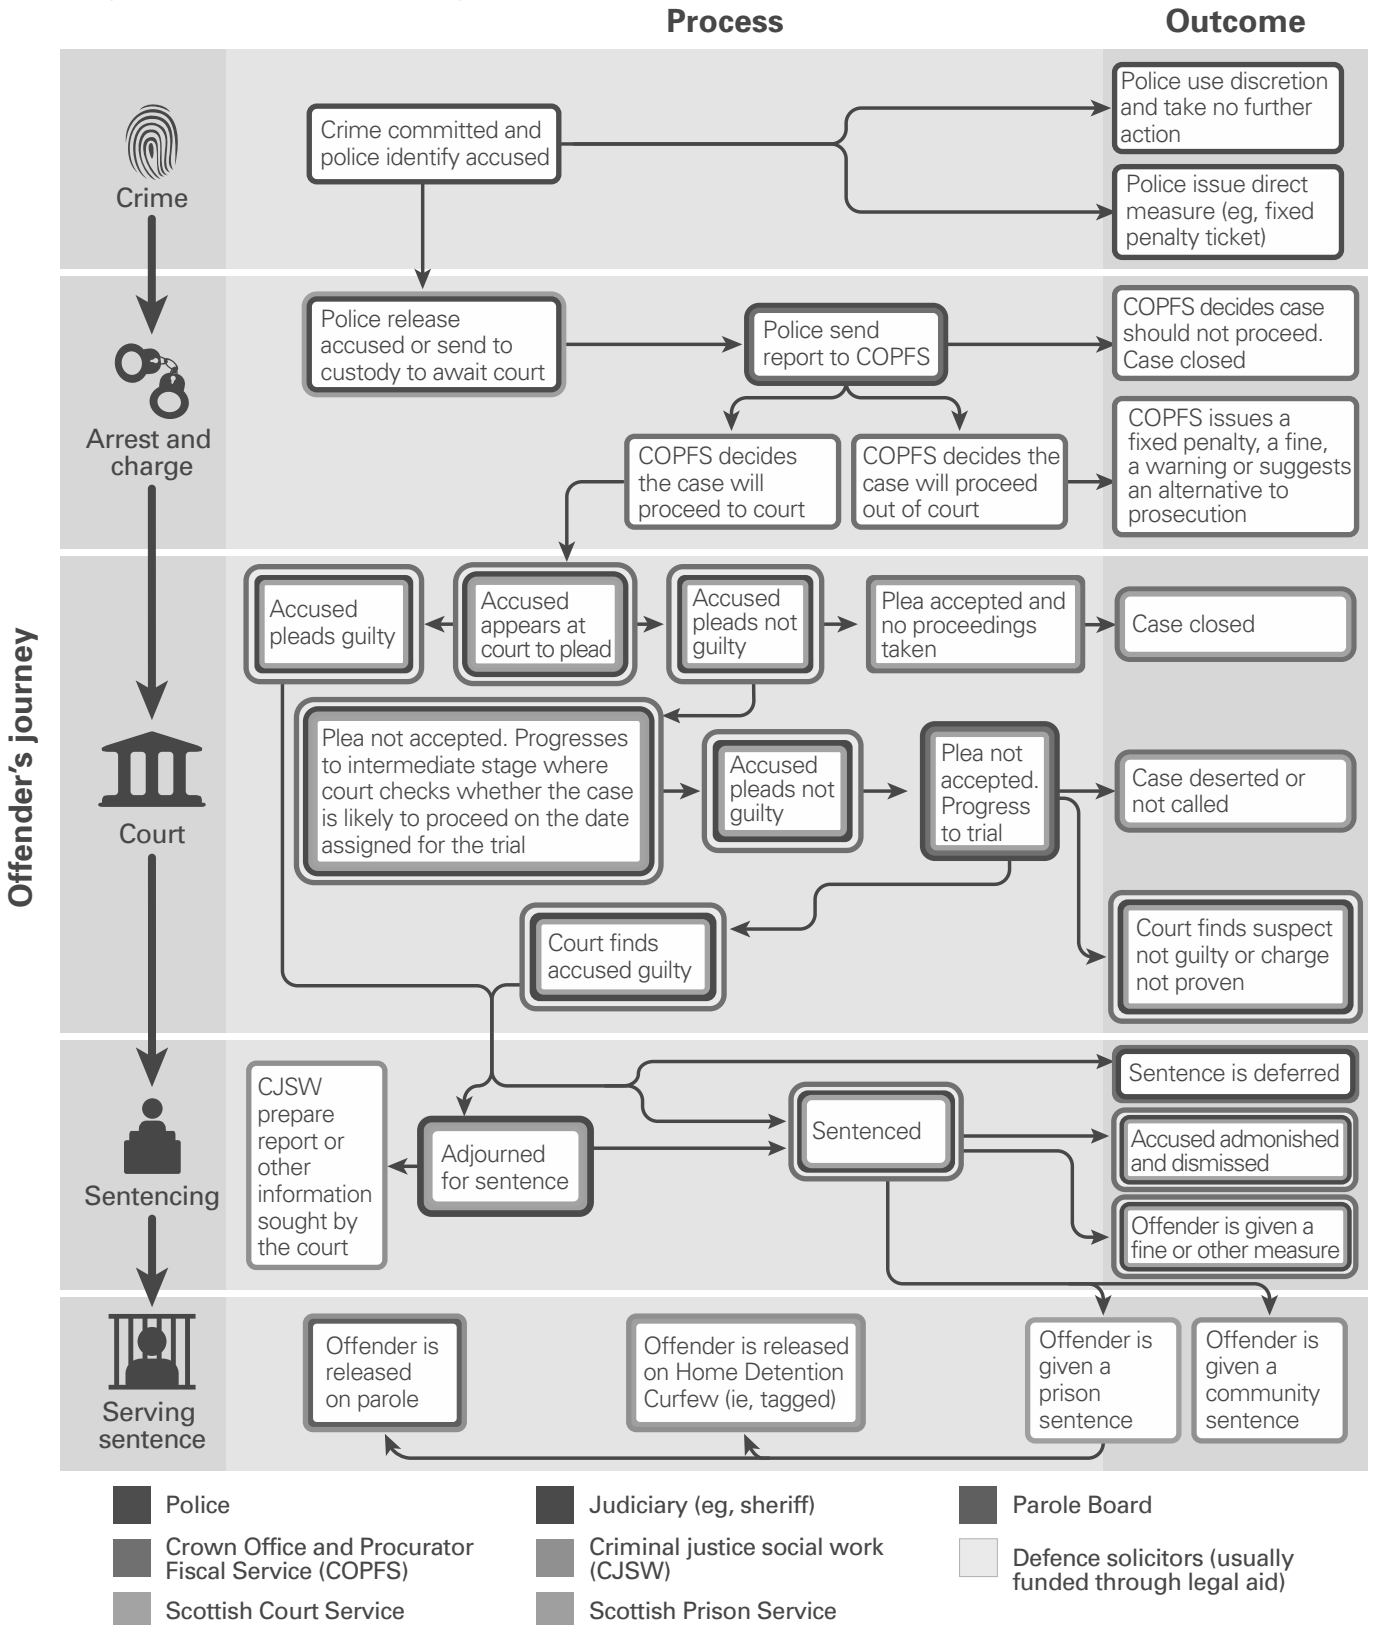 Process
Outcome
Offender's journey
Crime
Crime committed and
police identify accused
Police use discretion
and take no further
action
Police issue direct
measure (eg, fixed
penalty ticket)
Arrest and
charge
Police release
accused or send to
custody to await court
Police send
report to COPFS
COPFS decides case
should not proceed.
Case closed
COPFS decides
the case will
proceed to court
COPFS decides the
case will proceed
out of court
COPFS issues a
fixed penalty, a fine,
a warning or suggests
an alternative to
prosecution
Court
Accused
pleads guilty
Accused
appears at
court to plead
Accused
pleads not
guilty
Plea accepted and
no proceedings
taken
Case closed
Plea not accepted. Progresses
to intermediate stage where
court checks whether the case
is likely to proceed on the date
assigned for the trial
Accused
pleads not
guilty
Plea not
accepted.
Progress
to trial
Case deserted or
not called
Court finds
accused guilty
Court finds suspect
not guilty or charge
not proven
Sentencing
CJSW
prepare
report or
other
information
sought by
the court
Adjourned
for sentence
Sentenced
Sentence is deferred
Accused admonished
and dismissed
Offender is given a
fine or other measure
Serving
sentence
Offender is
released
on parole
Offender is released
on Home Detention
Curfew (ie, tagged)
Offender is
given a
prison
sentence
Offender is
given a
community
sentence
Police
Crown Office and Procurator
Fiscal Service (COPFS)
Scottish Court Service
Judiciary (eg, sheriff)
Criminal justice social work
(CJSW)
Scottish Prison Service
Parole Board
Defence solicitors (usually
funded through legal aid)